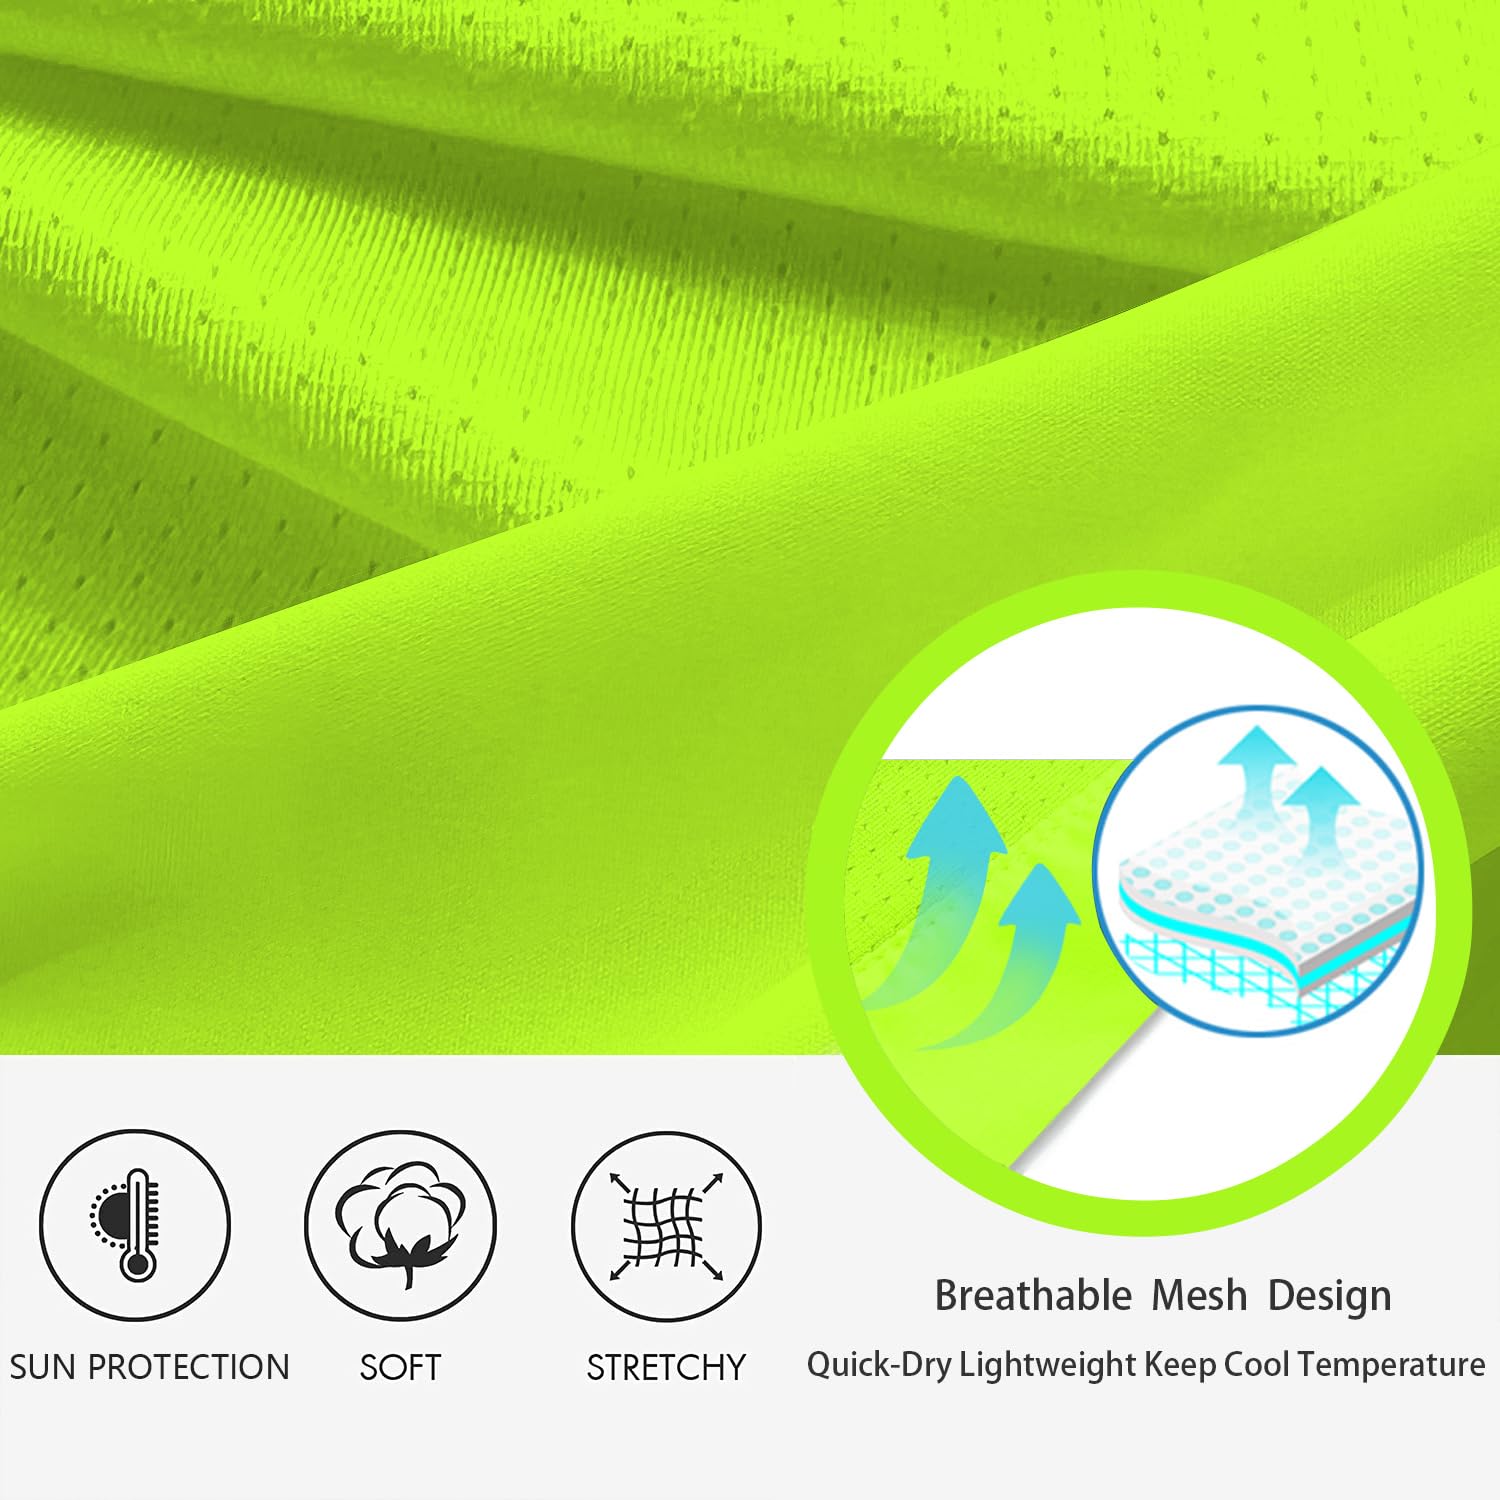 SUN PROTECTION
SOFT
STRETCHY
Breathable Mesh Design
Quick-Dry Lightweight Keep Cool Temperature